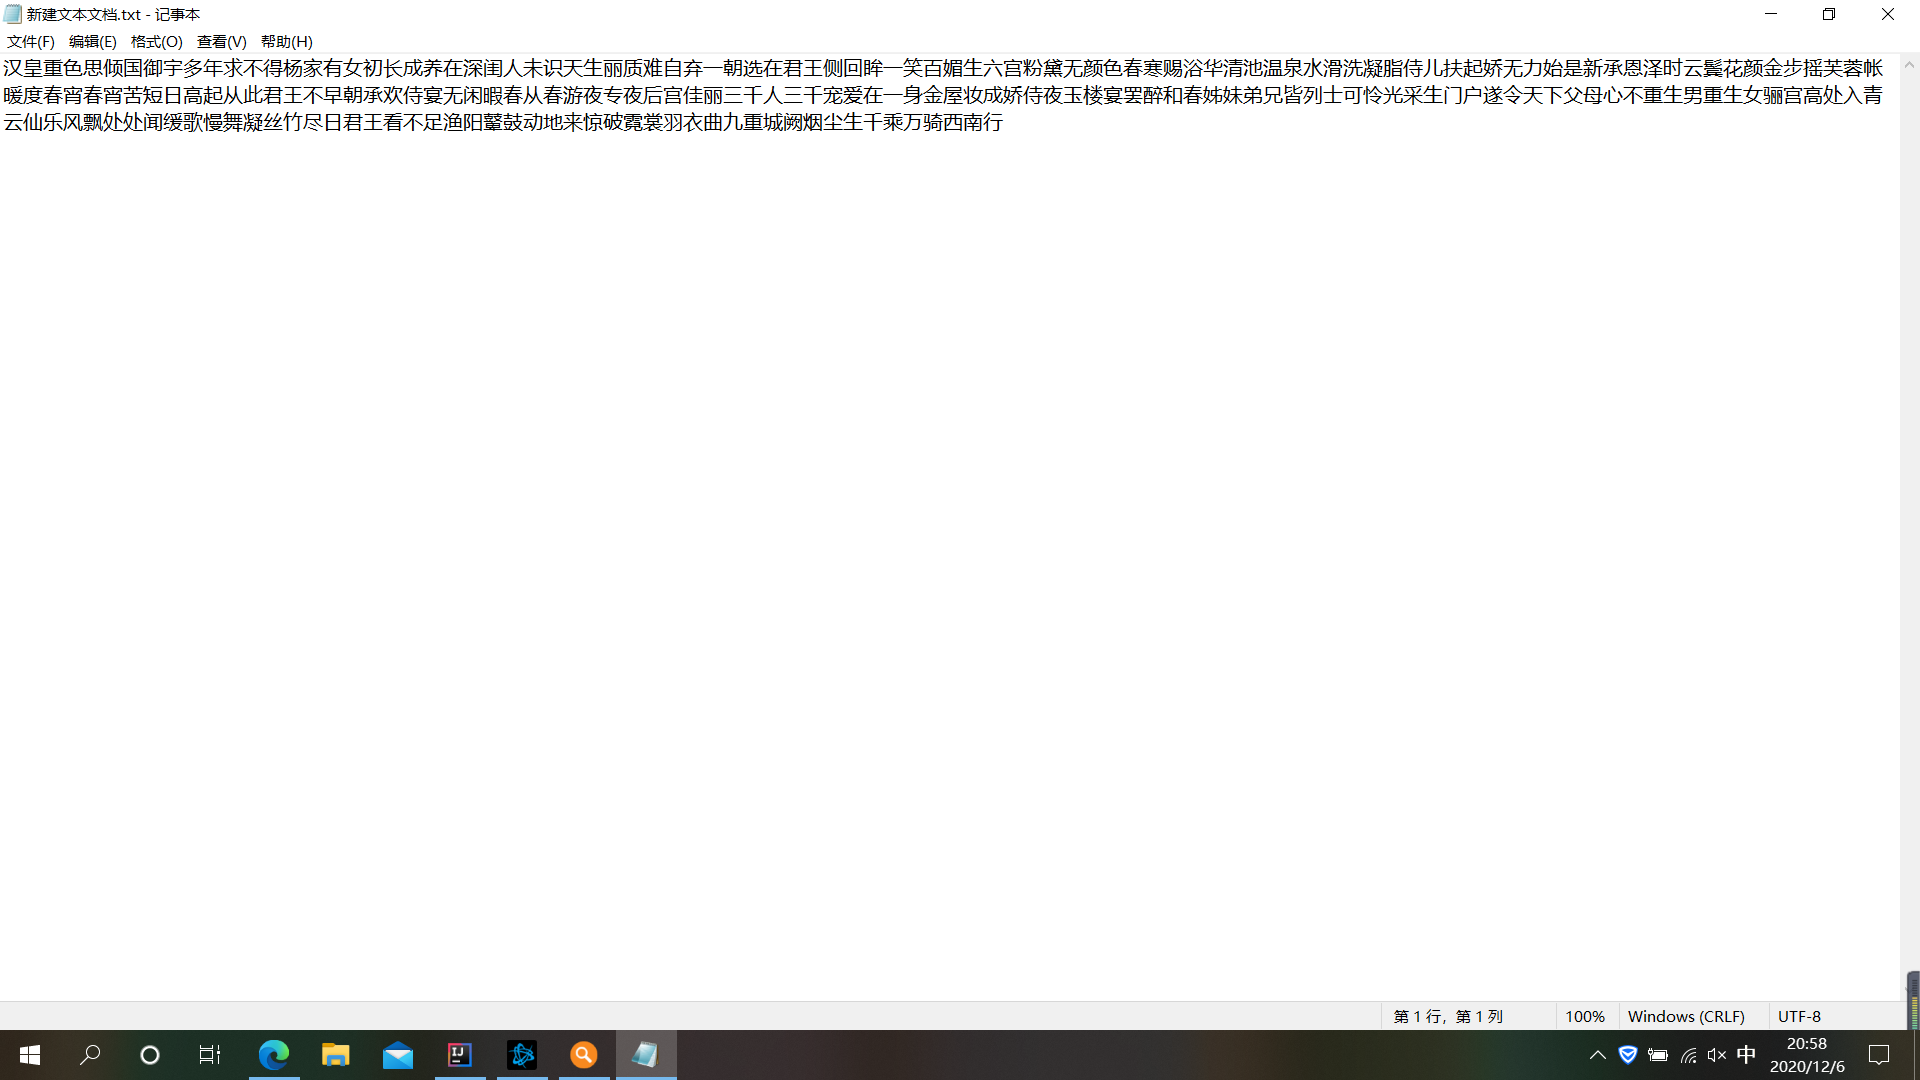 新建文本文档.txt - 记事本
文件(F) 编辑(E) 格式(O) 查看(V) 帮助(H)
汉皇重色思倾国御宇多年求不得杨家有女初长成养在深闺人未识天生丽质难自弃一朝选在君王侧回眸一笑百媚生六宫粉黛无颜色春寒赐浴华清池温泉水滑洗凝脂侍儿扶起娇无力始是新承恩泽时云鬓花颜金步摇芙蓉帐
暖度春宵春宵苦短日高起从此君王不早朝承欢侍宴无闲暇春从春游夜专夜后宫佳丽三千人三千宠爱在一身金屋妆成娇侍夜玉楼宴罢醉和春姊妹弟兄皆列士可怜光采生门户遂令天下父母心不重生男重生女骊宫高处入青
云仙乐风飘处处闻缓歌慢舞凝丝竹尽日君王看不足渔阳鼙鼓动地来惊破霓裳羽衣曲九重城阙烟尘生千乘万骑西南行
第 1 行，第 1 列 100% Windows (CRLF) UTF-8
IJ 中 20:58
2020/12/6